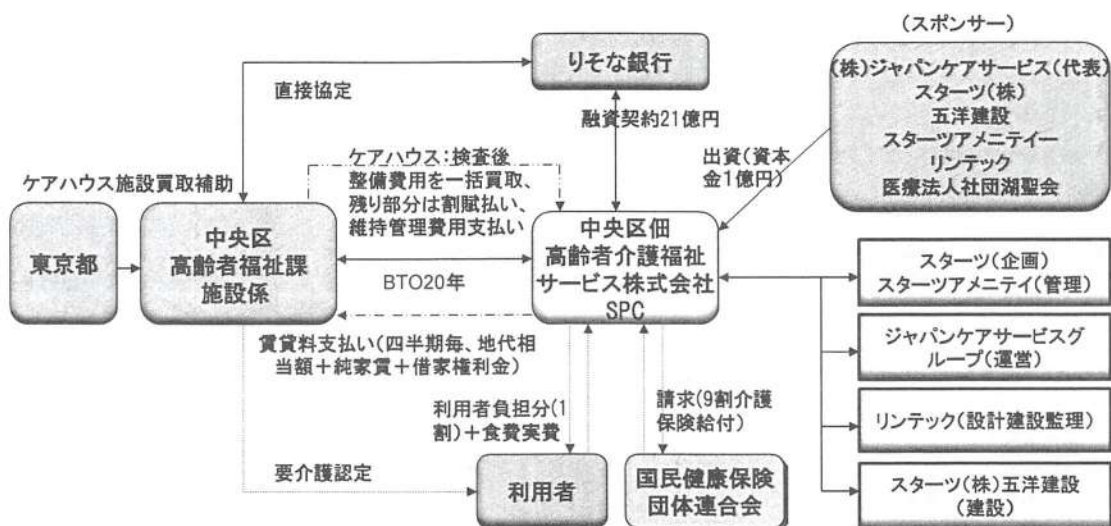 (スポンサー)
りそな銀行
(株)ジャパンケアサービス(代表)
スターツ(株)
五洋建設
スターツアメニテイー
リンテック
医療法人社団湖聖会
直接協定
融資契約21億円
出資(資本
金1億円)
ケアハウス:検査後
整備費用を一括買取、
残り部分は割賦払い、
維持管理費用支払い
ケアハウス施設買取補助
東京都
中央区
高齢者福祉課
施設係
BTO20年
中央区佃
高齢者介護福祉
サービス株式会社
SPC
スターツ(企画)
スターツアメニテイ(管理)
ジャパンケアサービスグ
ループ(運営)
リンテック(設計建設監理)
スターツ(株)五洋建設
(建設)
賃貸料支払い(四半期毎、地代相
当額+純家賃+借家権利金)
利用者負担分(1
割)+食費実費
請求(9割介護
保険給付)
要介護認定
利用者
国民健康保険
団体連合会